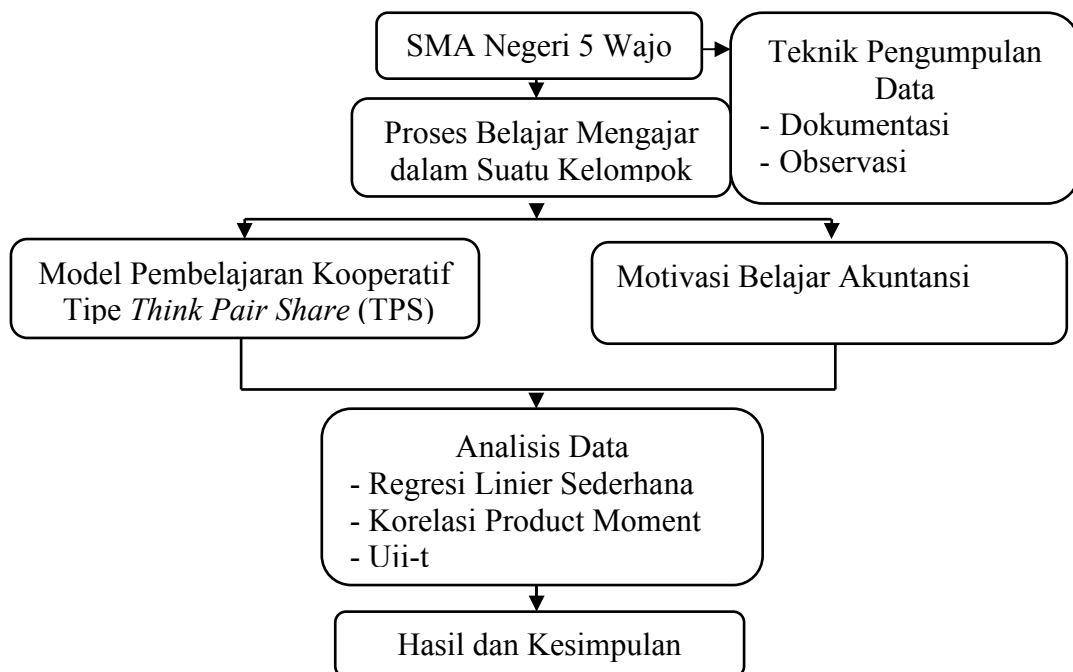 SMA Negeri 5 Wajo
Teknik Pengumpulan
Data
- Dokumentasi
- Observasi
Proses Belajar Mengajar
dalam Suatu Kelompok
Model Pembelajaran Kooperatif
Tipe Think Pair Share (TPS)
Motivasi Belajar Akuntansi
Analisis Data
- Regresi Linier Sederhana
- Korelasi Product Moment
- Uji-t
Hasil dan Kesimpulan